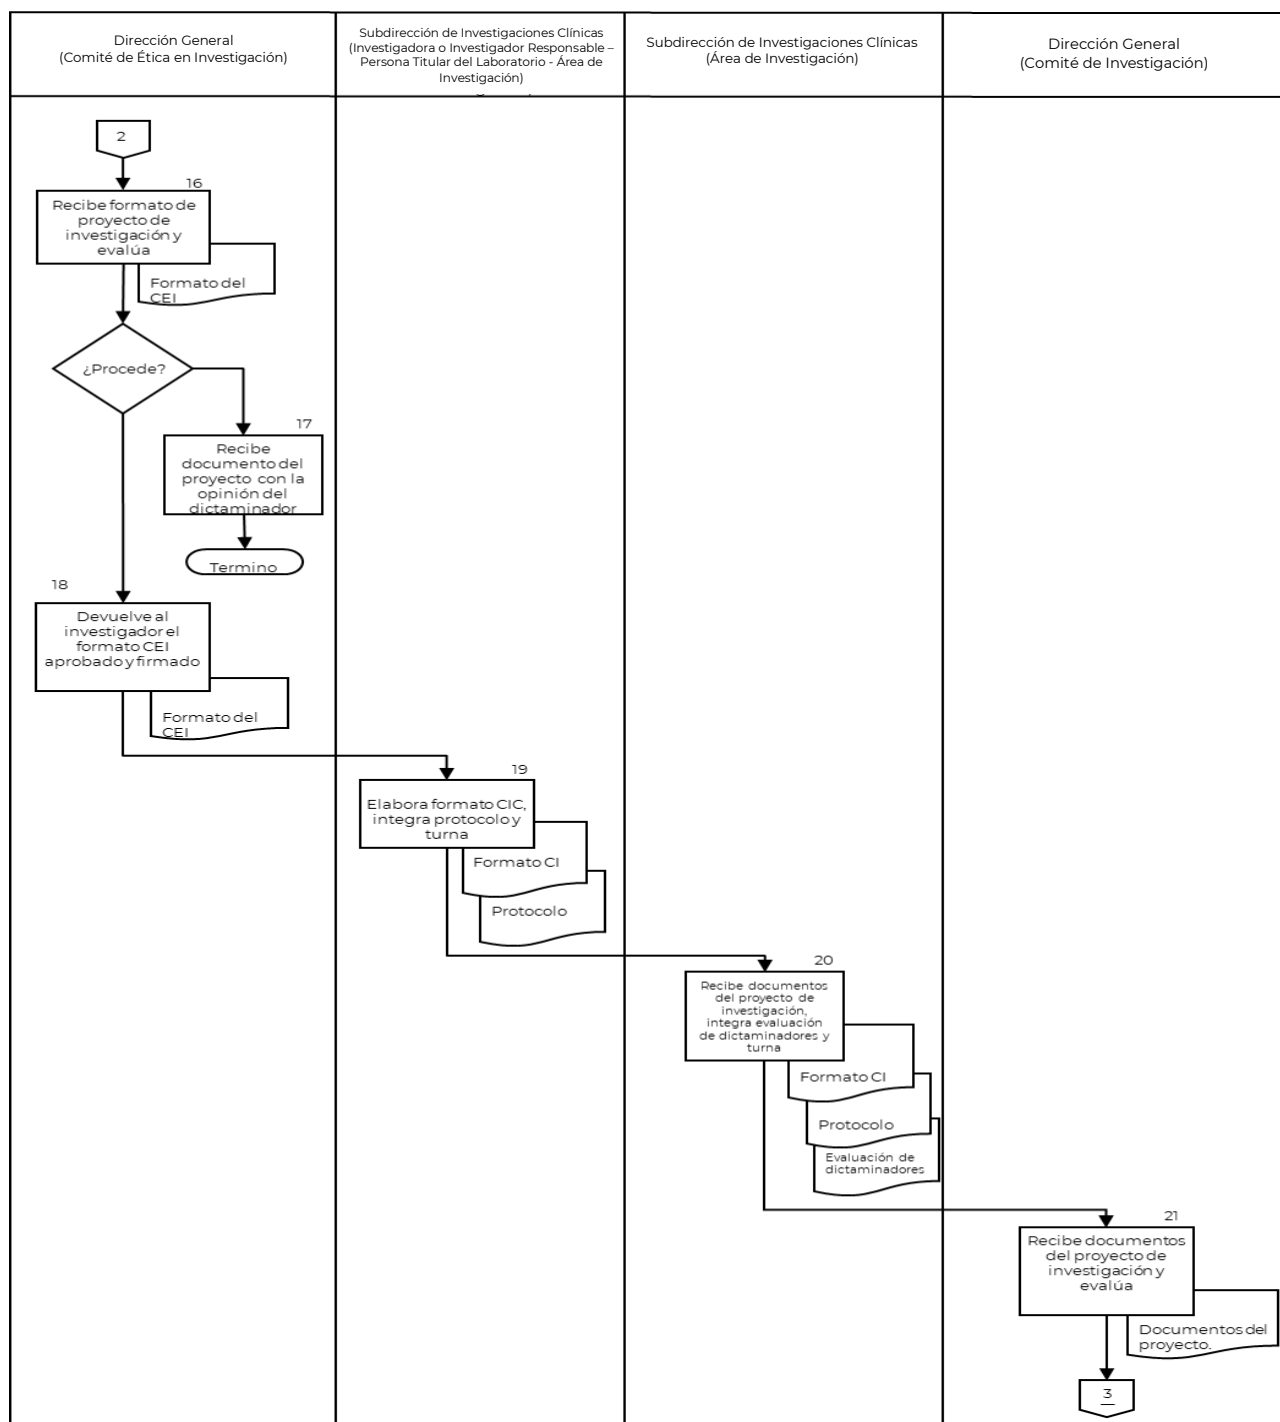 Dirección General
(Comité de Ética en Investigación)
Subdirección de Investigaciones Clínicas
(Investigadora o Investigador Responsable –
Persona Titular del Laboratorio - Área de
Investigación)
Subdirección de Investigaciones Clínicas
(Área de Investigación)
Dirección General
(Comité de Investigación)
2
16
Recibe formato de
proyecto de
investigación y
evalúa
Formato del
CEI
¿Procede?
17
Recibe
documento del
proyecto con la
opinión del
dictaminador
Termino
18
Devuelve al
investigador el
formato CEI
aprobado y firmado
Formato del
CEI
19
Elabora formato CIC,
integra protocolo y
turna
Formato CI
Protocolo
20
Recibe documentos
del proyecto de
investigación,
integra evaluación
de dictaminadores y
turna
Formato CI
Protocolo
Evaluación de
dictaminadores
21
Recibe documentos
del proyecto de
investigación y
evalúa
Documentos del
proyecto.
3